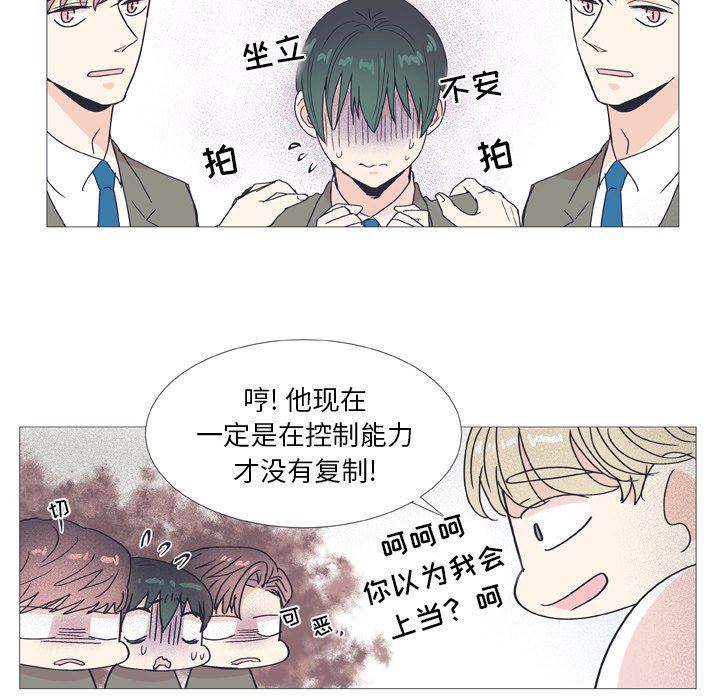 坐立
不安
拍
拍
哼! 他现在
一定是在控制能力
才没有复制!
切
呵呵呵
你以为我会
上当? 呵
可恶,